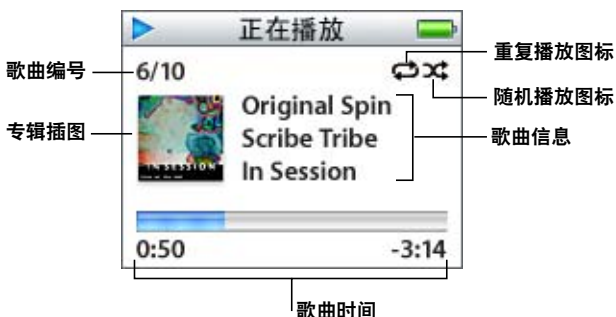 正在播放
歌曲编号
6/10
重复播放图标
随机播放图标
专辑插图
IN SESSION
Original Spin
Scribe Tribe
In Session
歌曲信息
0:50
-3:14
歌曲时间